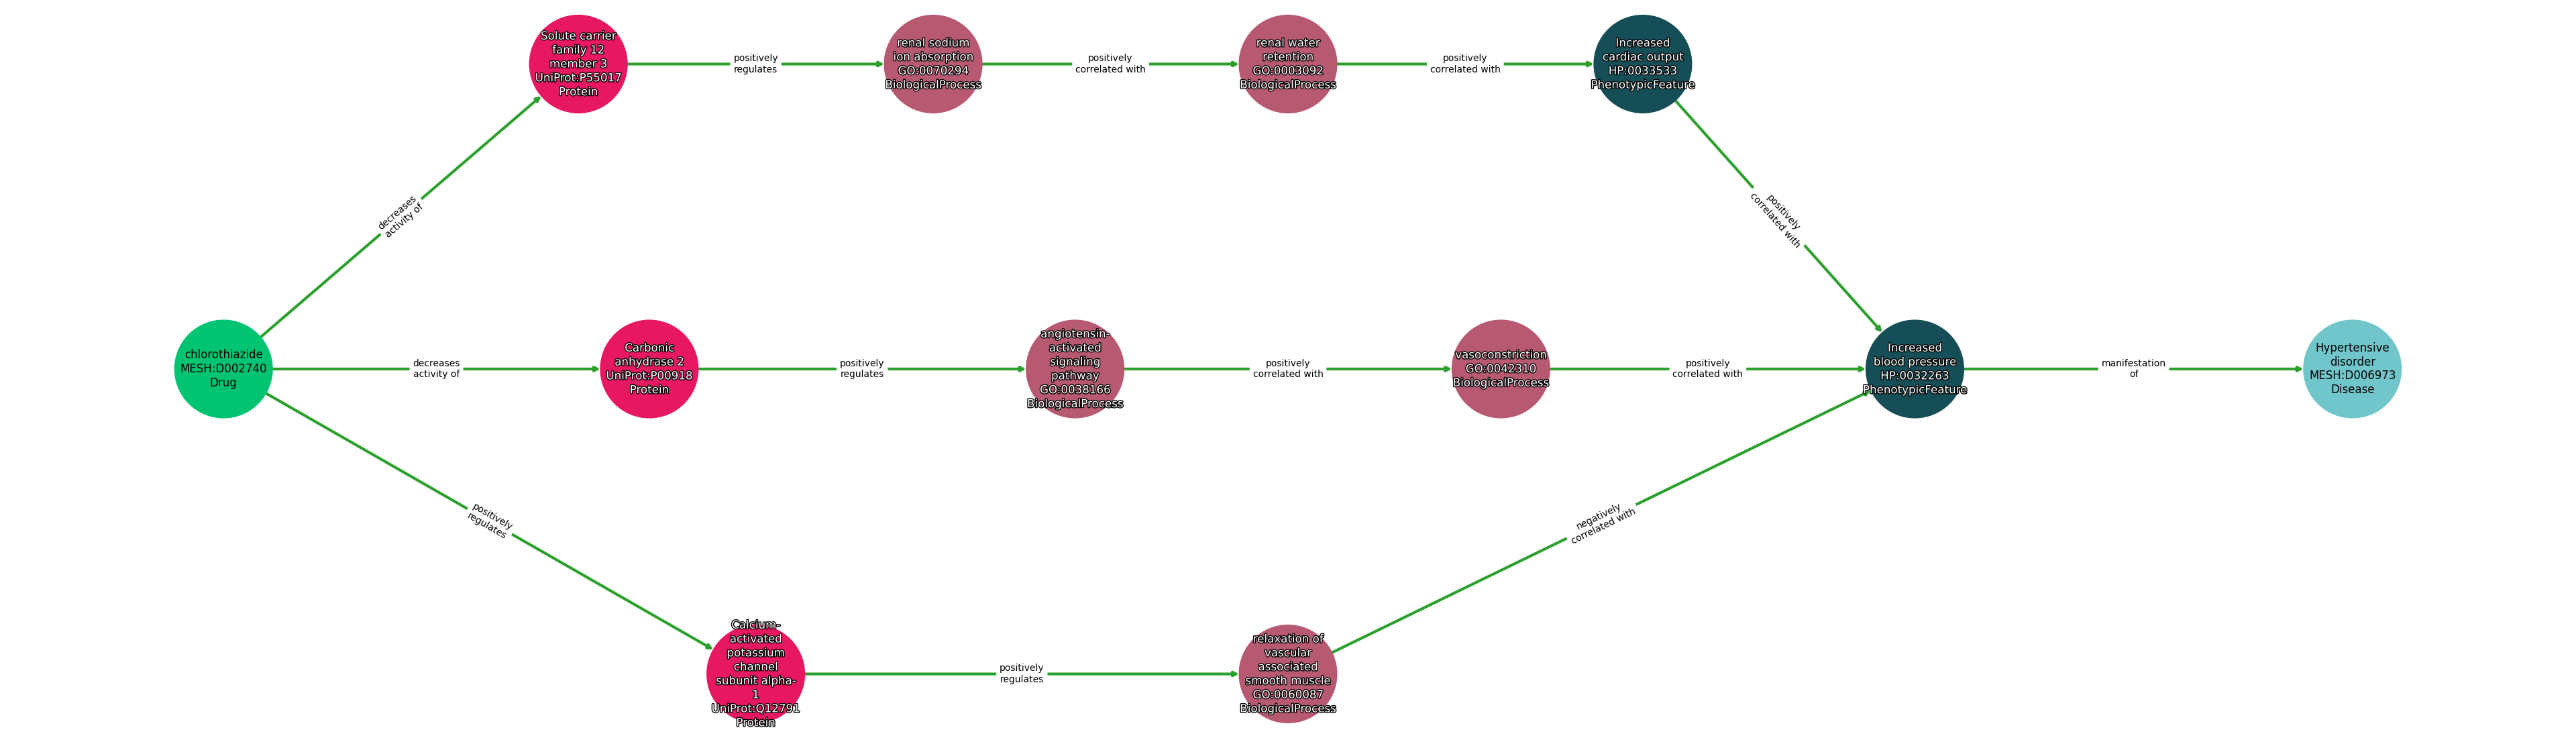 Solute carrier
family 12
member 3
UniProt:P55017
Protein
positively
regulates
renal sodium
ion absorption
GO:0070294
BiologicalProcess
positively
correlated with
renal water
retention
GO:0003092
BiologicalProcess
positively
correlated with
Increased
cardiac output
HP:0033533
PhenotypicFeature
decreases
activity of
positively
correlated with
chlorothiazide
MESH:D002740
Drug
decreases
activity of
Carbonic
anhydrase 2
UniProt:P00918
Protein
positively
regulates
angiotensin-
activated
signaling
pathway
GO:0038166
BiologicalProcess
positively
correlated with
vasoconstriction
GO:0042310
BiologicalProcess
positively
correlated with
Increased
blood pressure
HP:0032263
PhenotypicFeature
manifestation
of
Hypertensive
disorder
MESH:D006973
Disease
positively
regulates
negatively
correlated with
Calcium-
activated
potassium
channel
subunit alpha-
1
UniProt:Q12791
Protein
positively
regulates
relaxation of
vascular
associated
smooth muscle
GO:0060087
BiologicalProcess